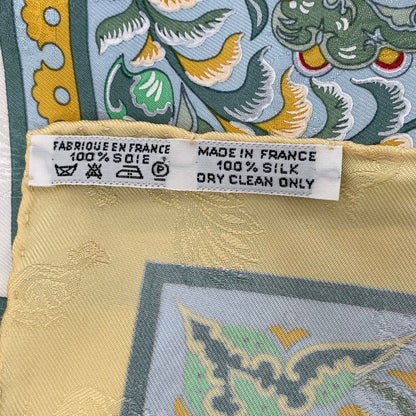 FABRIQUE EN FRANCE
100% SOIE
P
MADE IN FRANCE
100% SILK
DRY CLEAN ONLY